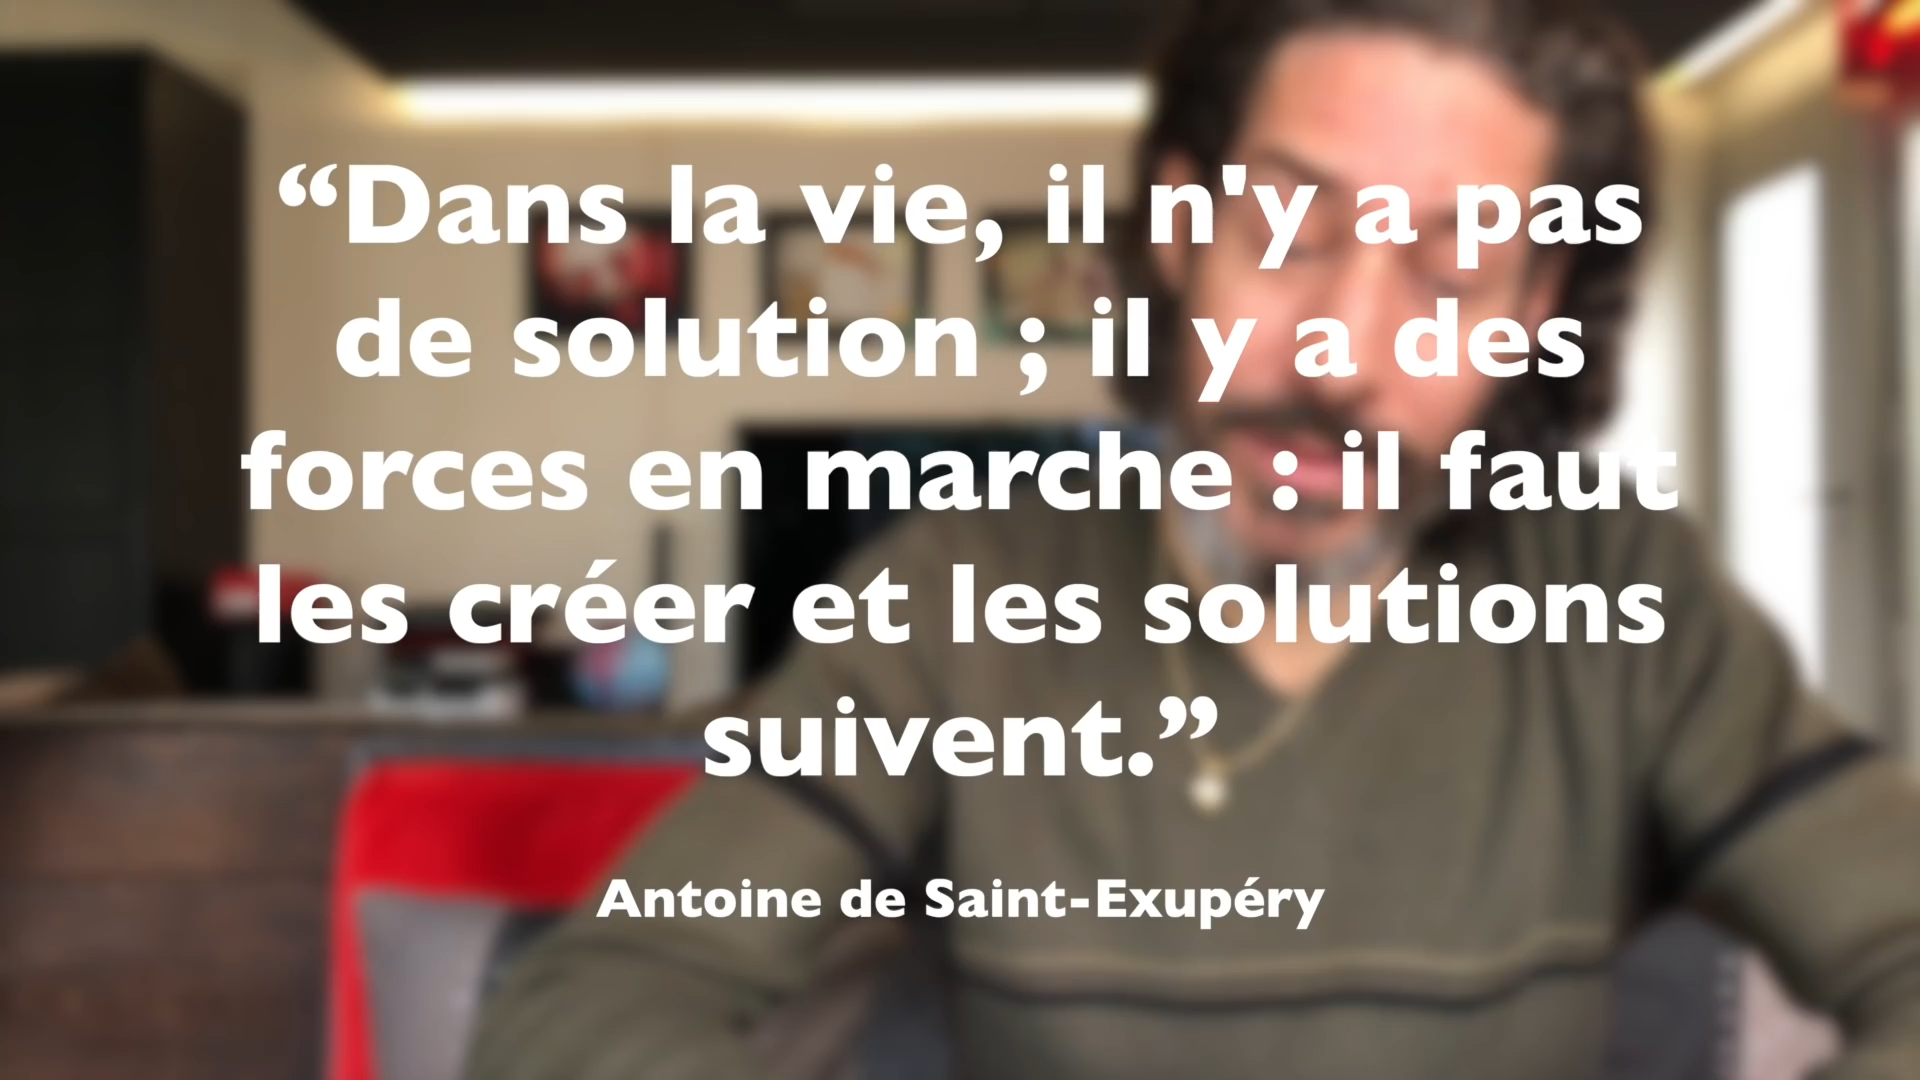 “Dans la vie, il n'y a pas
de solution ; il y a des
forces en marche : il faut
les créer et les solutions
suivent.”
Antoine de Saint-Exupéry